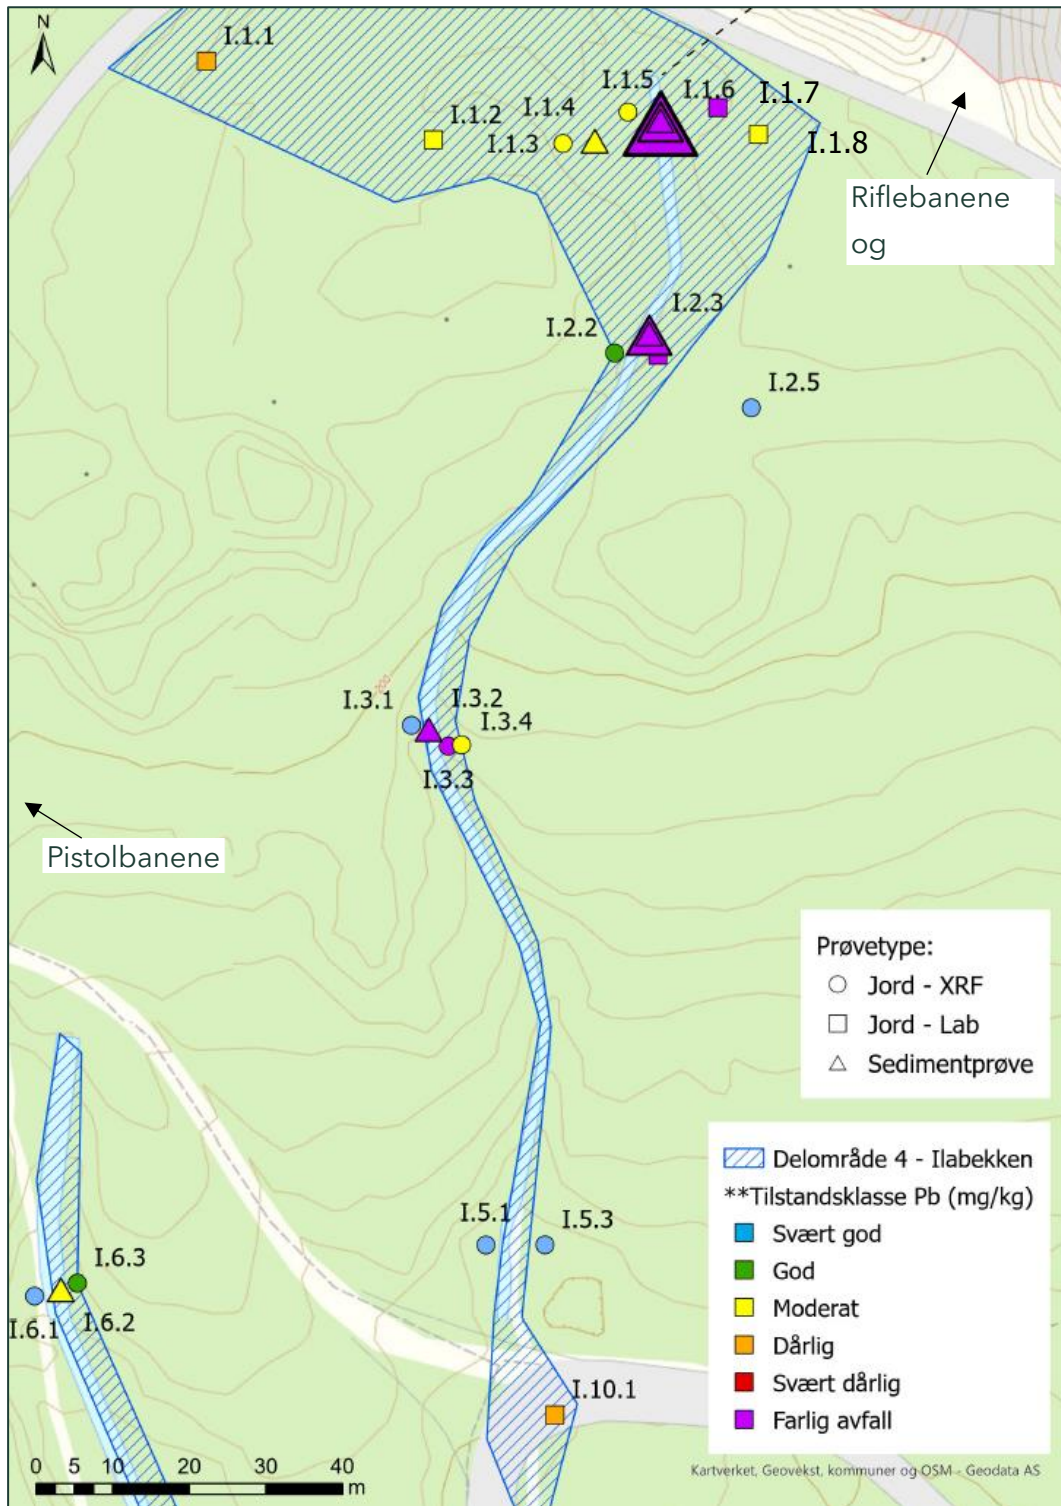 N
I.1.1
I.1.2
I.1.3
I.1.4
I.1.5
I.1.6
I.1.7
I.1.8
Riflebanene
og
I.2.2
I.2.3
I.2.5
200
I.3.1
I.3.2
I.3.4
I.3.3
Pistolbanene
Prøvetype:
Jord - XRF
Jord - Lab
Sedimentprøve
Delområde 4 - Ilabekken
**Tilstandsklasse Pb (mg/kg)
Svært god
God
Moderat
Dårlig
Svært dårlig
Farlig avfall
I.5.1
I.5.3
I.6.3
I.6.1
I.6.2
I.10.1
0 5 10 20 30 40
m
Kartverket, Geovekst, kommuner og OSM - Geodata AS